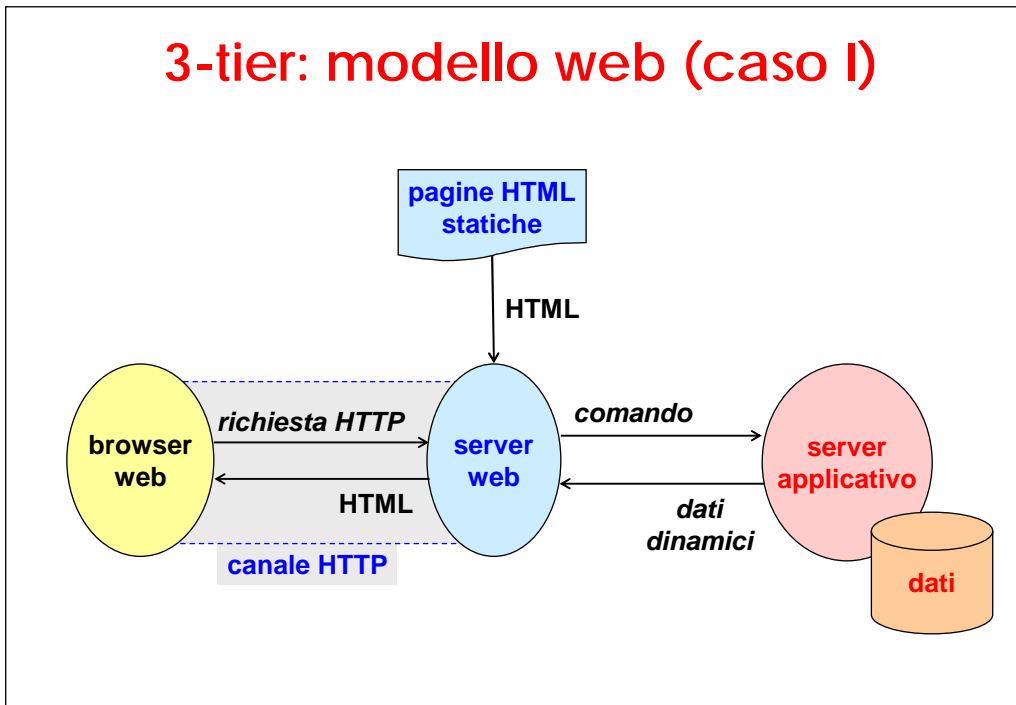 3-tier: modello web (caso I)
pagine HTML
statiche
HTML
browser
web
richiesta HTTP
HTML
canale HTTP
server
web
comando
dati
dinamici
server
applicativo
dati